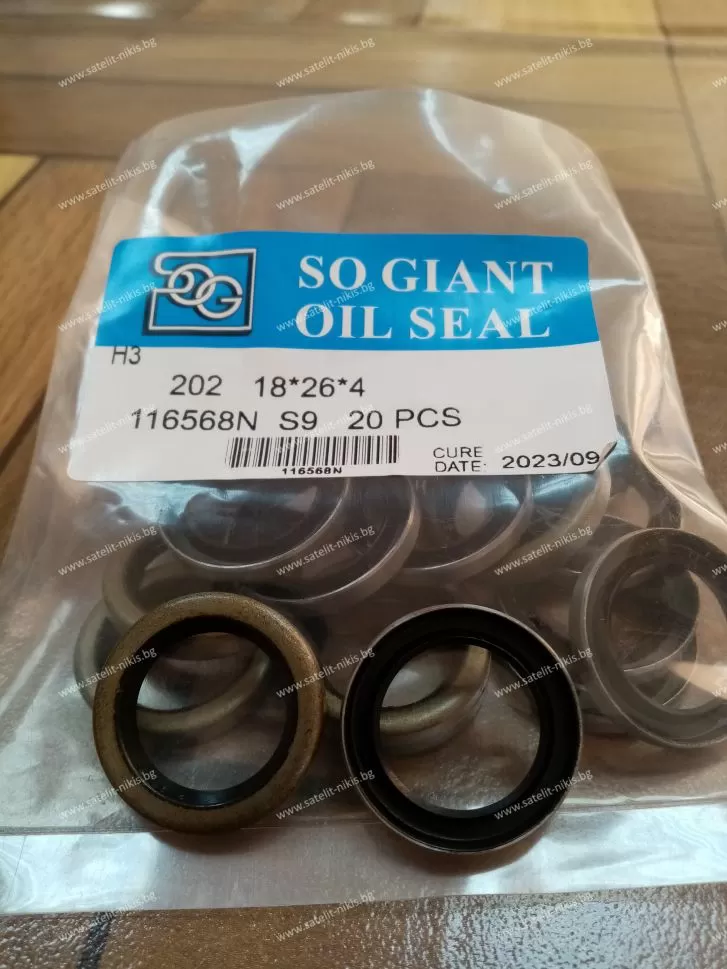 SOG
SO GIANT
OIL SEAL
H3
202 18*26*4
116568N S9 20 PCS
116568N
CURE
DATE: 2023/09
www.satelit-nikis.bg